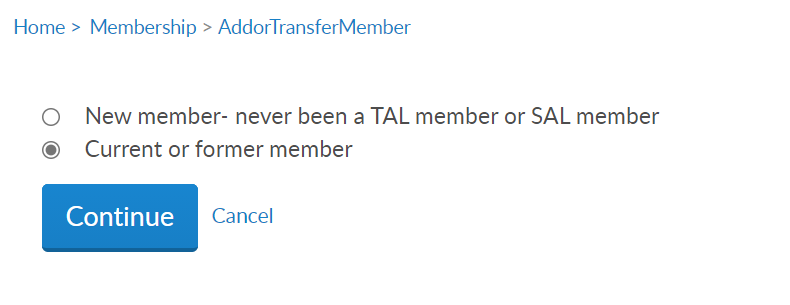 Home > Membership > AddorTransferMember
New member- never been a TAL member or SAL member
Current or former member
Continue Cancel